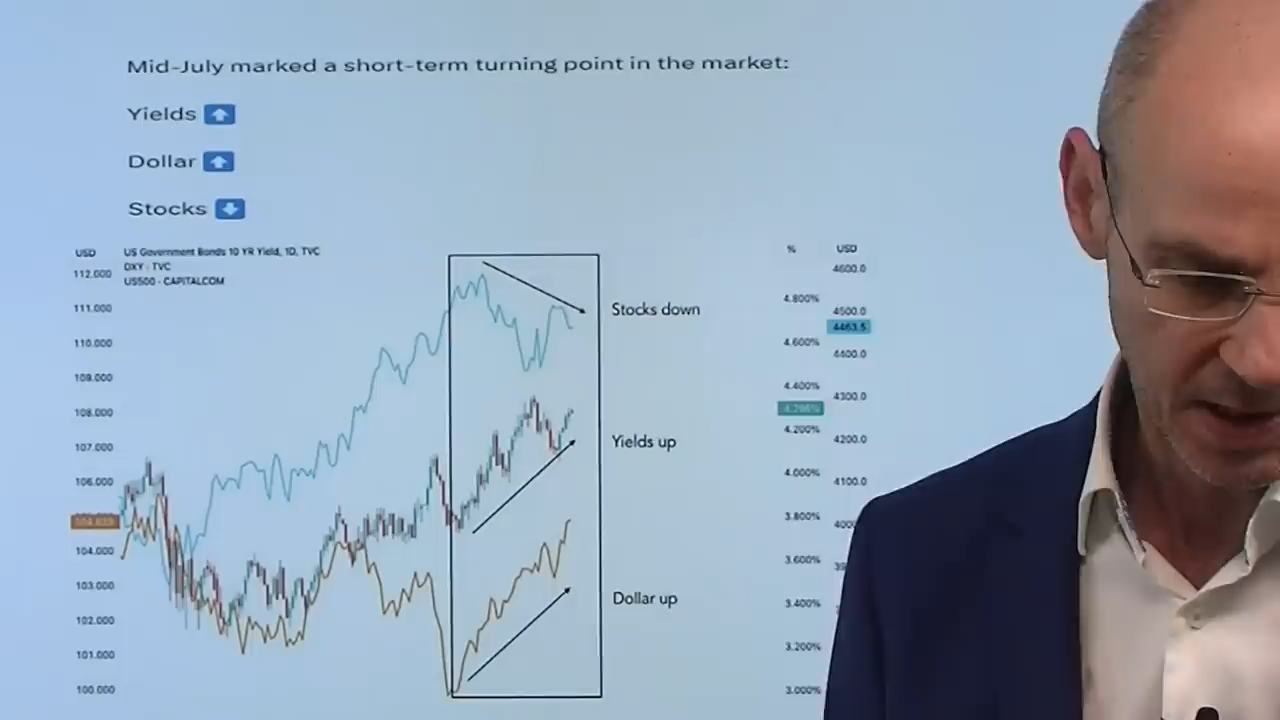 Mid-July marked a short-term turning point in the market:
Yields
Dollar
Stocks
USD
US Government Bonds 10 YR Yield, 1D, TVC
DXY · TVC
US500 · CAPITALCOM
112.000
111.000
110.000
109.000
108.000
107.000
106.000
104.000
103.000
102.000
101.000
100.000
Stocks down
Yields up
Dollar up
%
4.800%
4.600%
4.400%
4.200%
4.000%
3.800%
3.600%
3.400%
3.200%
3.000%
USD
4600.0
4500.0
4463.5
4400.0
4300.0
4200.0
4100.0